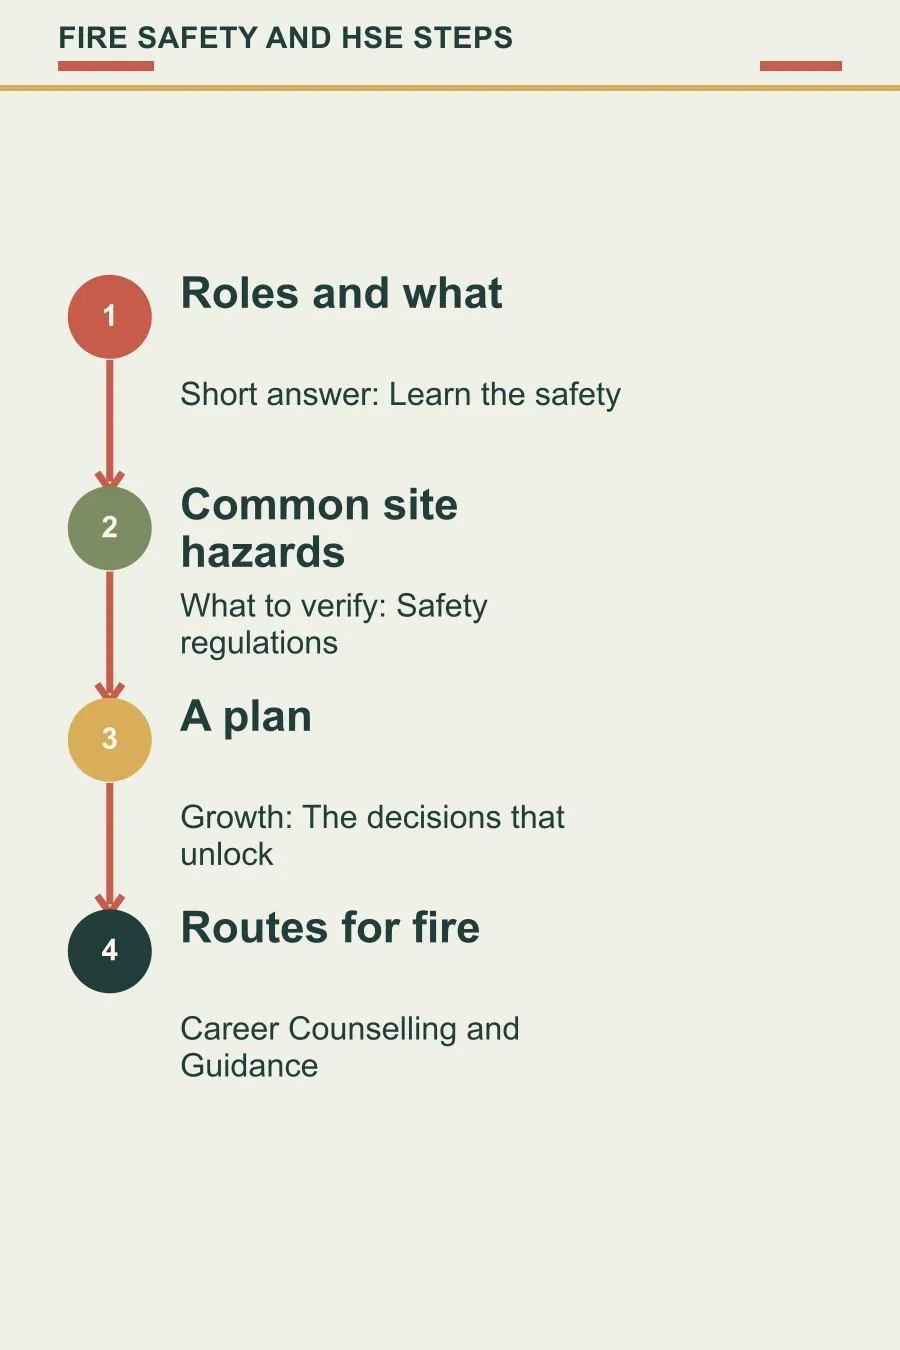 FIRE SAFETY AND HSE STEPS
1
Roles and what
Short answer: Learn the safety
2
Common site
hazards
What to verify: Safety
regulations
3
A plan
Growth: The decisions that
unlock
4
Routes for fire
Career Counselling and
Guidance